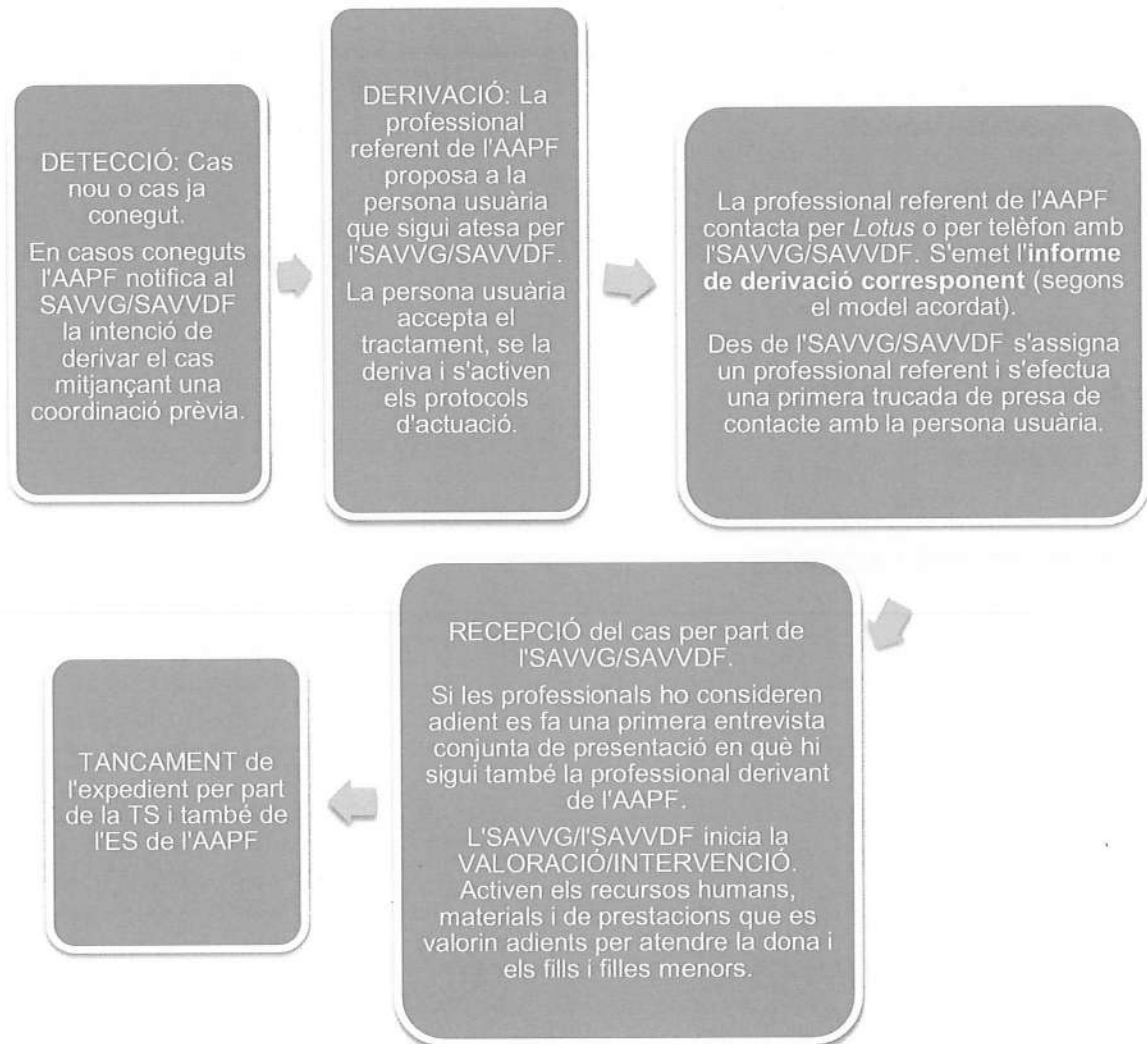 DETECCIÓ: Cas
nou o cas ja
conegut.
En casos coneguts
l'AAPF notifica al
SAVVG/SAVVDF
la intenció de
derivar el cas
mitjançant una
coordinació prèvia.
DERIVACIÓ: La
professional
referent de l'AAPF
proposa a la
persona usuària
que sigui atesa per
l'SAVVG/SAVVDF.
La persona usuària
accepta el
tractament, se la
deriva i s'activen
els protocols
d'actuació.
La professional referent de l'AAPF
contacta per Lotus o per telèfon amb
l'SAVVG/SAVVDF. S'emet l'informe
de derivació corresponent (segons
el model acordat).
Des de l'SAVVG/SAVVDF s'assigna
un professional referent i s'efectua
una primera trucada de presa de
contacte amb la persona usuària.
RECEPCIÓ del cas per part de
l'SAVVG/SAVVDF.
Si les professionals ho consideren
adient es fa una primera entrevista
conjunta de presentació en què hi
sigui també la professional derivant
de l'AAPF.
L'SAVVG/l'SAVVDF inicia la
VALORACIÓ/INTERVENCIÓ.
Activen els recursos humans,
materials i de prestacions que es
valorin adients per atendre la dona i
els fills i filles menors.
TANCAMENT de
l'expedient per part
de la TS i també de
l'ES de l'AAPF